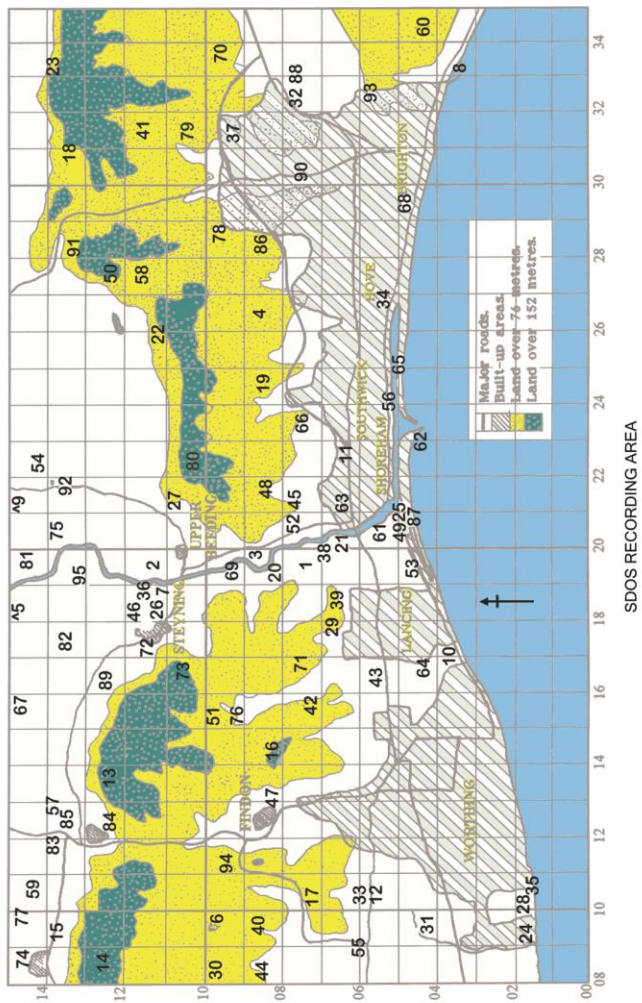 74 77 67 ^5 81 ^9
59 54
15 83 57 82 75 23
85 95 92 91 18
14 84 13 89 50
72 46 36 2 58 41
26 22
7 27
STEYNING
73 80 79
UPPER
BEEDING
30 6 94 51 69 78 37 70
76
FINDON
44 40 47 16 20 3 48 19 4 86
17 42 71 1 52 45 66 90 32 88
29 39 38
55 33 21 63 11
12 43 61 SOUTHWICK HOVE 93 60
SHOREHAM 56 34
31 64 LANCING 53 49 25 65 68 BRIGHTON
10 87 62 8
WORTHING
24 28 35
Major roads.
Built-up areas.
Land over 76 metres.
Land over 152 metres.
14
12
10
08
06
04
02
00
08 10 12 14 16 18 20 22 24 26 28 30 32 34
SDOS RECORDING AREA